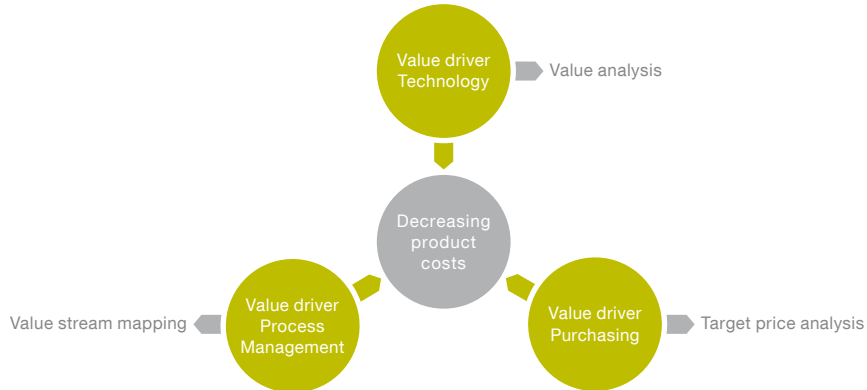 Value driver
Technology
Value analysis
Decreasing
product
costs
Value stream mapping
Value driver
Process
Management
Value driver
Purchasing
Target price analysis